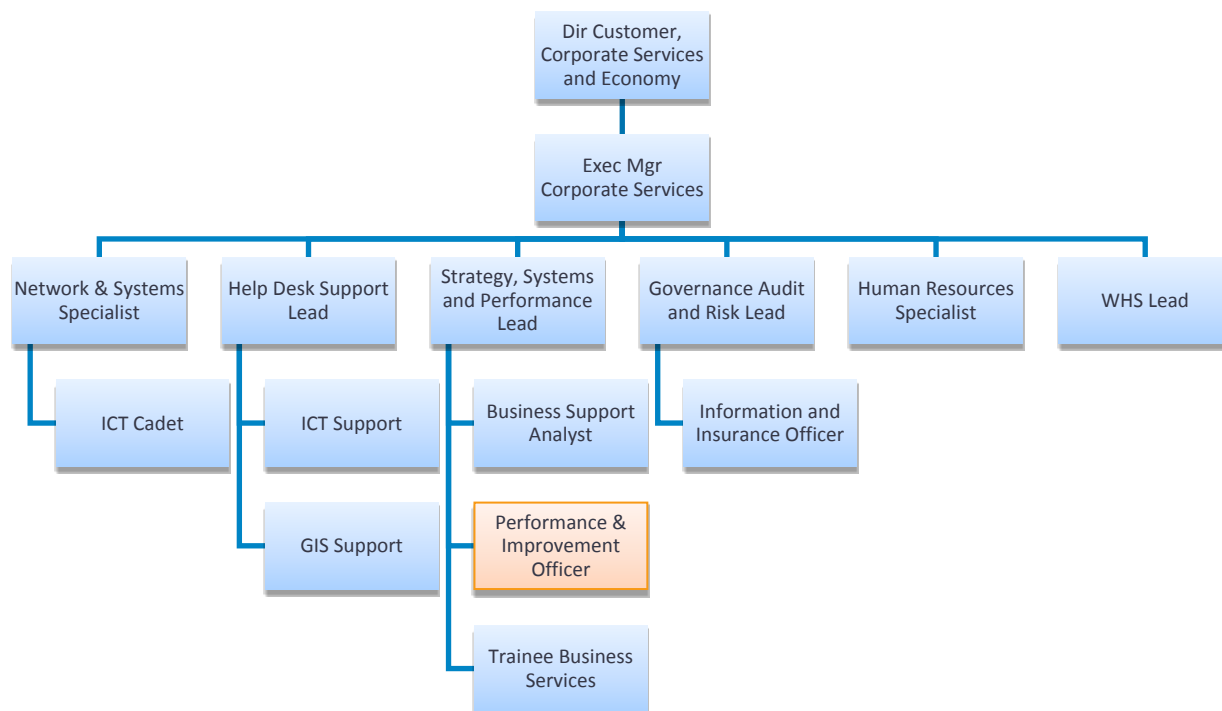 Dir Customer,
Corporate Services
and Economy
Exec Mgr
Corporate Services
Network & Systems
Specialist
Help Desk Support
Lead
Strategy, Systems
and Performance
Lead
Governance Audit
and Risk Lead
Human Resources
Specialist
WHS Lead
ICT Cadet
ICT Support
Business Support
Analyst
Information and
Insurance Officer
GIS Support
Performance &
Improvement
Officer
Trainee Business
Services